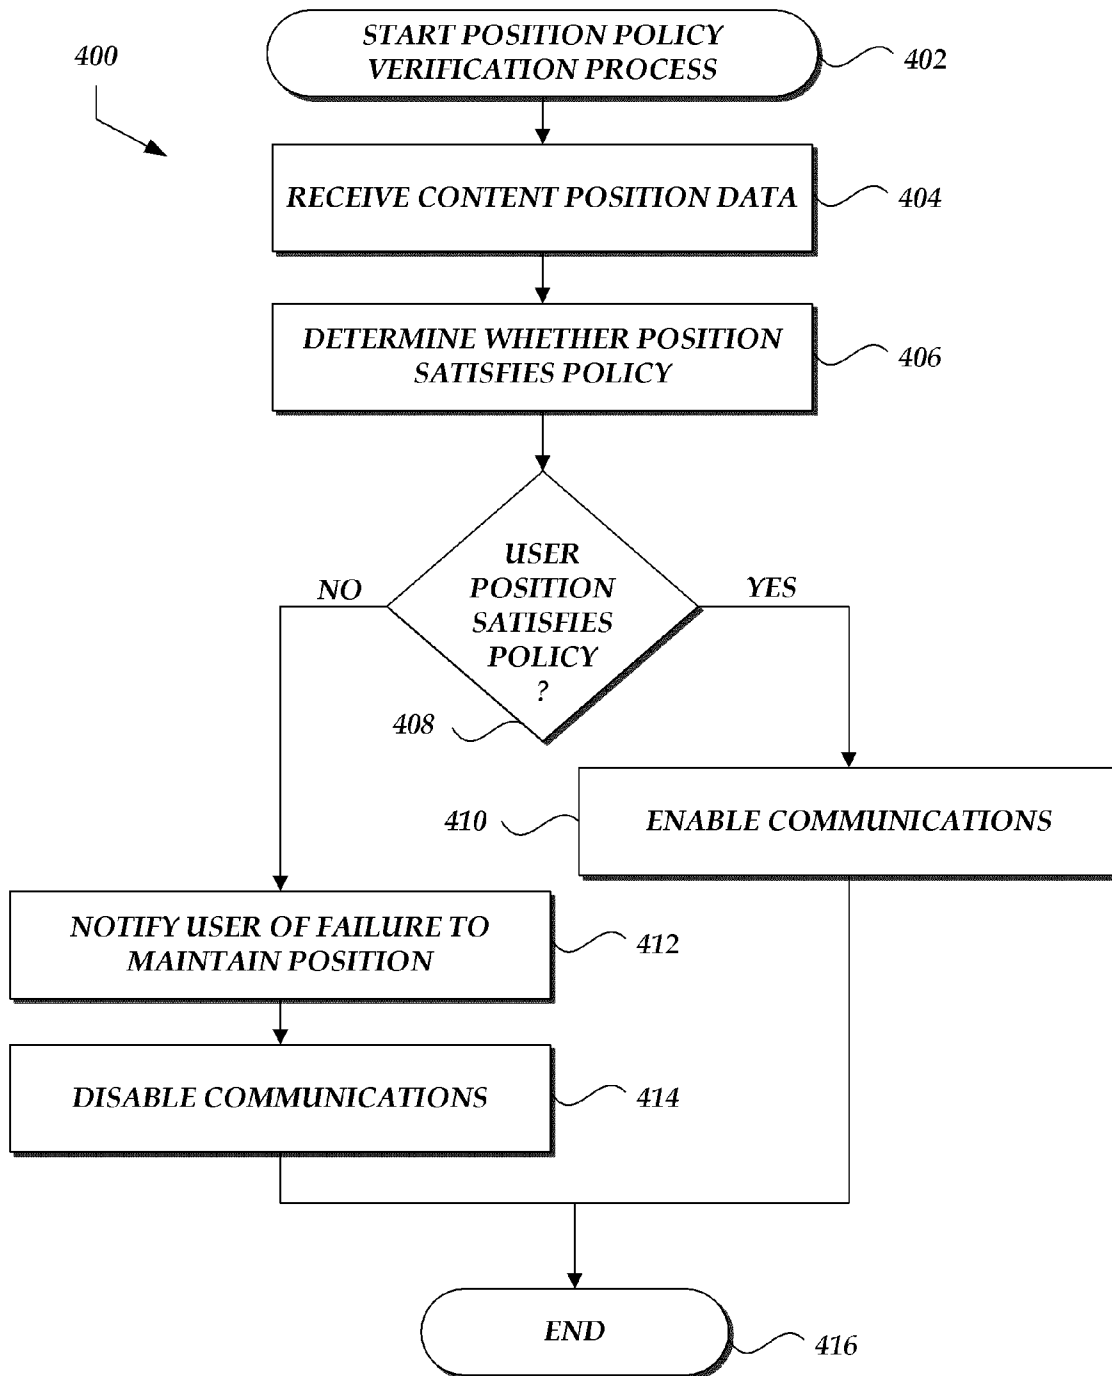 400
START POSITION POLICY
VERIFICATION PROCESS
402
RECEIVE CONTENT POSITION DATA
404
DETERMINE WHETHER POSITION
SATISFIES POLICY
406
USER
POSITION
SATISFIES
POLICY
?
NO
YES
408
410
ENABLE COMMUNICATIONS
NOTIFY USER OF FAILURE TO
MAINTAIN POSITION
412
DISABLE COMMUNICATIONS
414
END
416